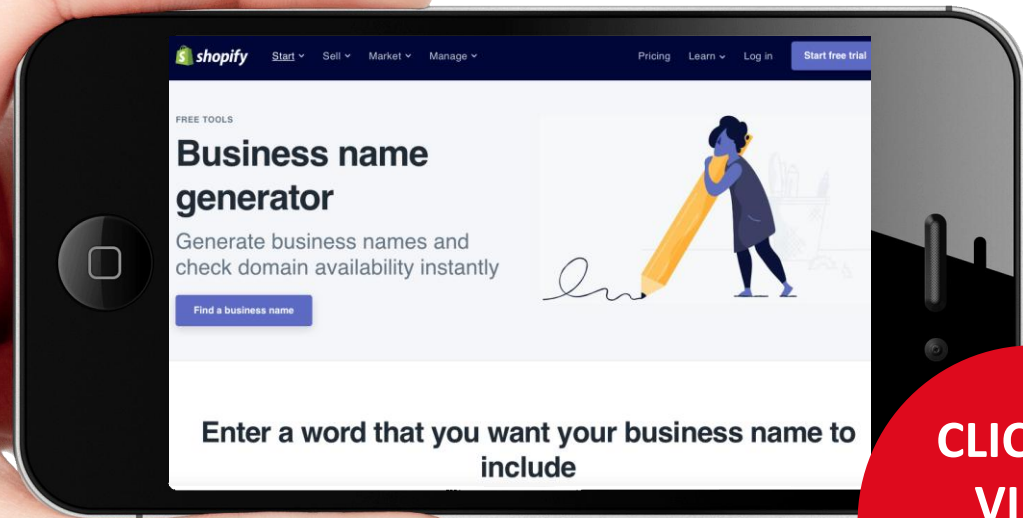 shopify Start Sell Market Manage Pricing Learn Log in Start free trial
FREE TOOLS
Business name
generator
Generate business names and
check domain availability instantly
Find a business name
Enter a word that you want your business name to
include